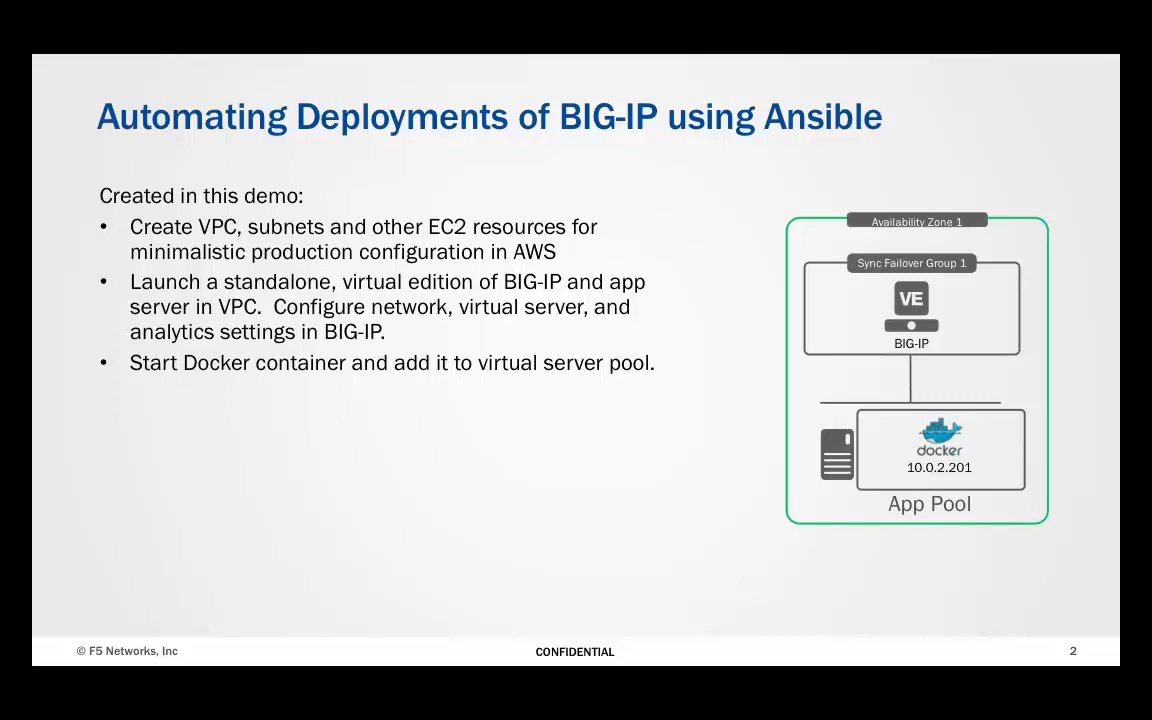 Automating Deployments of BIG-IP using Ansible
Created in this demo:
• Create VPC, subnets and other EC2 resources for
minimalistic production configuration in AWS
• Launch a standalone, virtual edition of BIG-IP and app
server in VPC.  Configure network, virtual server, and
analytics settings in BIG-IP.
• Start Docker container and add it to virtual server pool.
Availability Zone 1
Sync Failover Group 1
VE
BIG-IP
docker
10.0.2.201
App Pool
© F5 Networks, Inc
CONFIDENTIAL
2